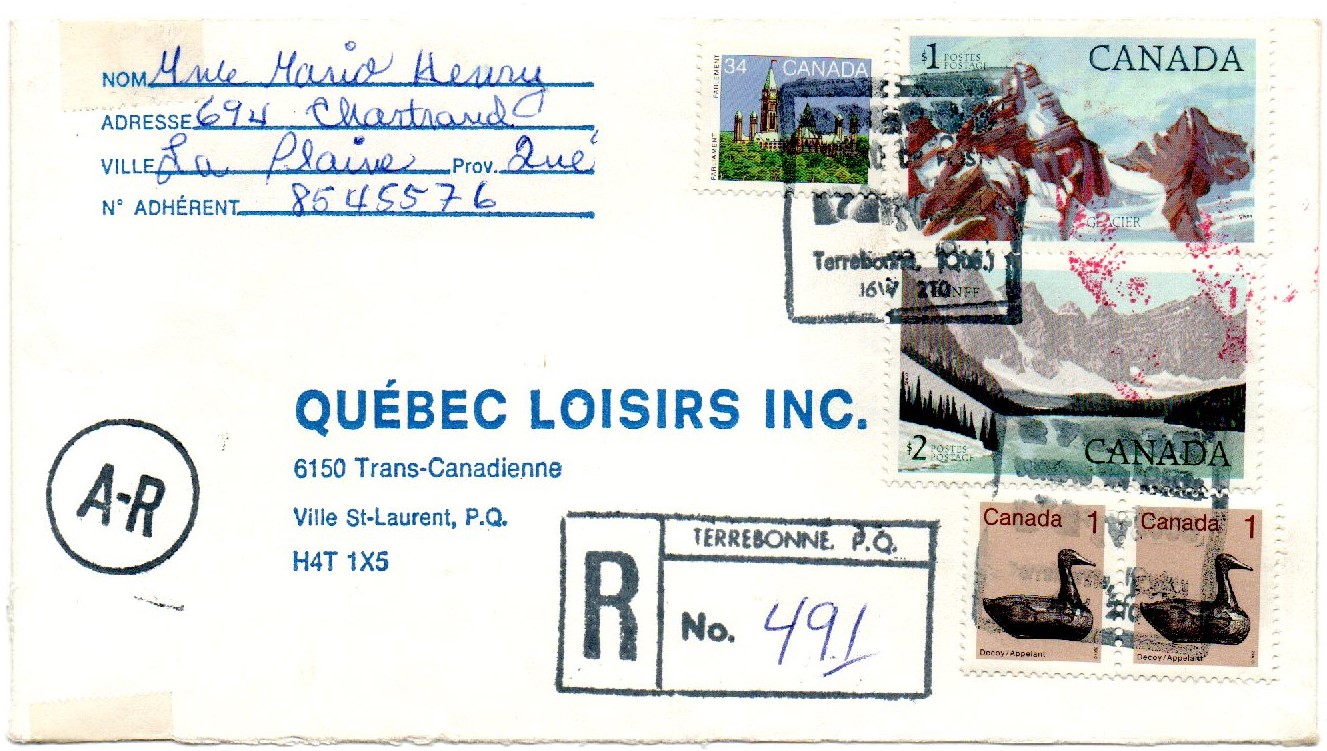 NOM Mme Mario Henry
ADRESSE 694 Chartrand
VILLE La Plaine Prov. Qué
N° ADHÉRENT 8545576
34 CANADA
PARLEMENT
PARLIAMENT
$1 POSTES POSTAGE CANADA
GLACIER
Terrebonne, (Qué.)
$2 POSTES POSTAGE CANADA
QUÉBEC LOISIRS INC.
6150 Trans-Canadienne
Ville St-Laurent, P.Q.
H4T 1X5
A-R
R
TERREBONNE. P.Q.
No. 491
Canada 1
Decoy/Appelant
Canada 1
Decoy/Appelant